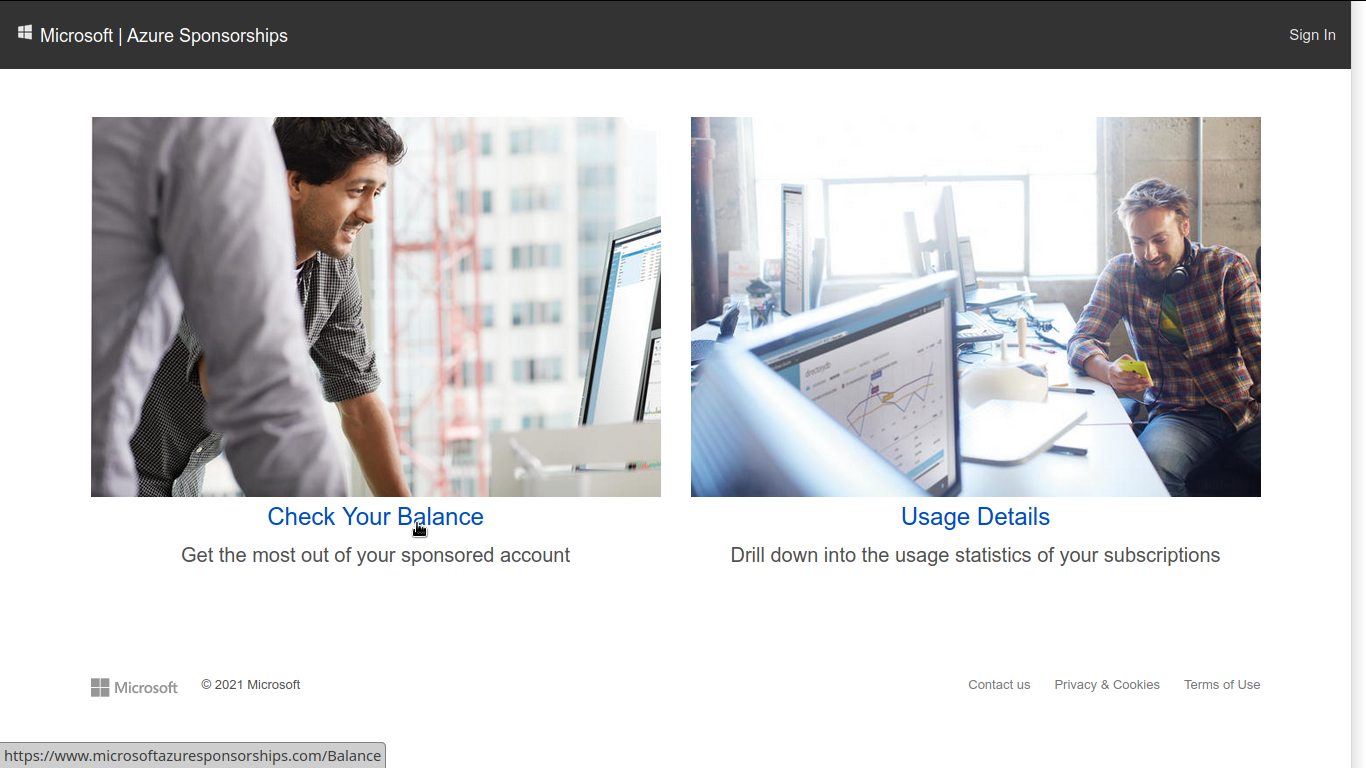 Microsoft | Azure Sponsorships
Sign In
Check Your Balance
Usage Details
Get the most out of your sponsored account
Drill down into the usage statistics of your subscriptions
Microsoft
© 2021 Microsoft
Contact us
Privacy & Cookies
Terms of Use
https://www.microsoftazuresponsorships.com/Balance